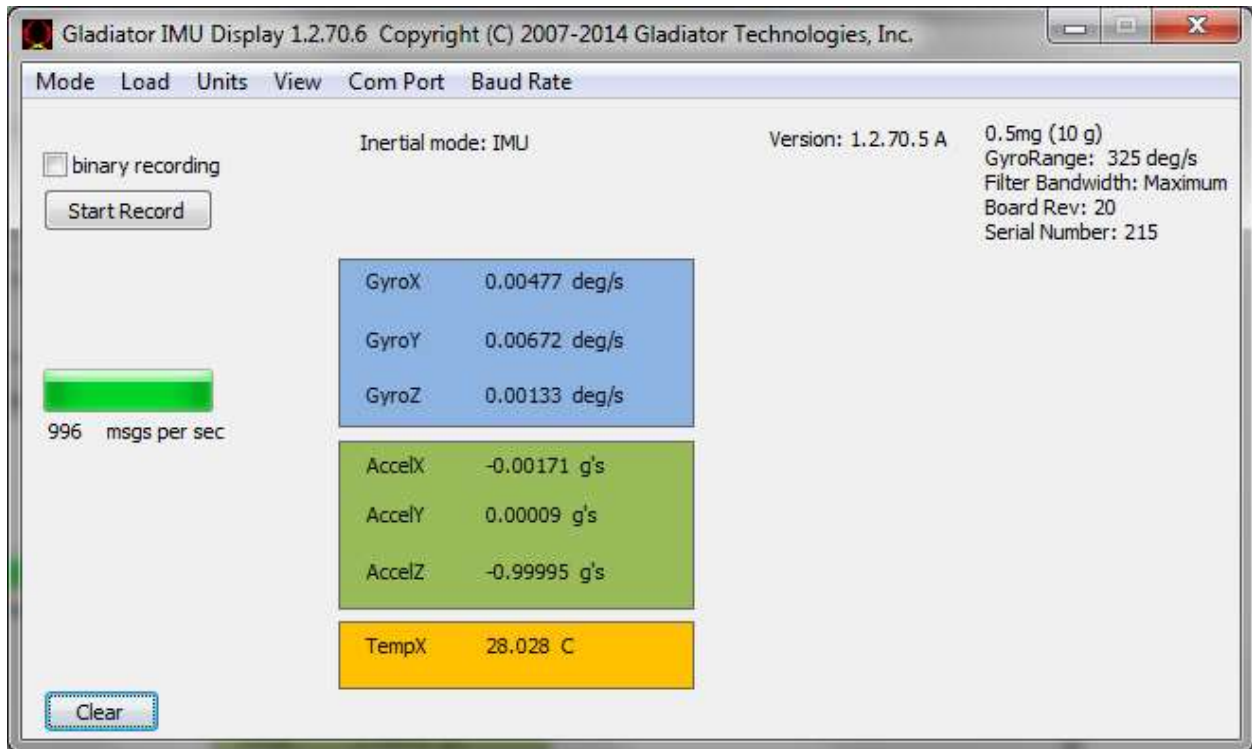 Gladiator IMU Display 1.2.70.6 Copyright (C) 2007-2014 Gladiator Technologies, Inc.
Mode Load Units View Com Port Baud Rate
binary recording
Start Record
Inertial mode: IMU
Version: 1.2.70.5 A
0.5mg (10 g)
GyroRange: 325 deg/s
Filter Bandwidth: Maximum
Board Rev: 20
Serial Number: 215
996 msgs per sec
GyroX 0.00477 deg/s
GyroY 0.00672 deg/s
GyroZ 0.00133 deg/s
AccelX -0.00171 g's
AccelY 0.00009 g's
AccelZ -0.99995 g's
TempX 28.028 C
Clear